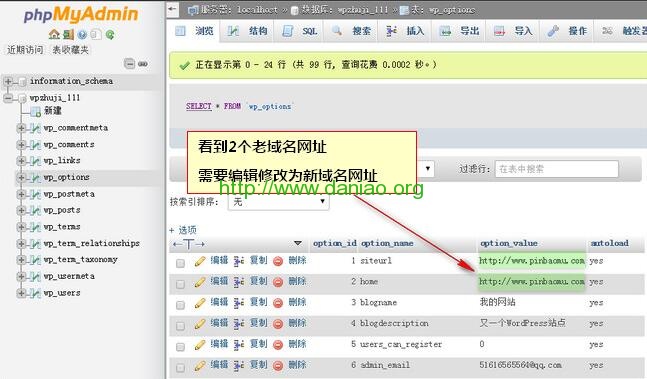 phpMyAdmin
近期访问 表收藏夹
information_schema
wpzhuji_111
新建
wp_commentmeta
wp_comments
wp_links
wp_options
wp_postmeta
wp_posts
wp_terms
wp_term_relationships
wp_term_taxonomy
wp_usermeta
wp_users
服务器: localhost » 数据库: wpzhuji_111 » 表: wp_options
浏览 结构 SQL 搜索 插入 导出 导入 操作 触发器
正在显示第 0 - 24 行 (共 99 行, 查询花费 0.0002 秒。)
SELECT * FROM `wp_options`
看到2个老域名网址
需要编辑修改为新域名网址
http://www.daniao.org
过滤行: 在表中搜索
按索引排序: 无
+ 选项
←T→ option_id option_name option_value autoload
编辑 复制 删除 1 siteurl http://www.pinbaomu.com yes
编辑 复制 删除 2 home http://www.pinbaomu.com yes
编辑 复制 删除 3 blogname 我的网站 yes
编辑 复制 删除 4 blogdescription 又一个WordPress站点 yes
编辑 复制 删除 5 users_can_register 0 yes
编辑 复制 删除 6 admin_email 51616565564@qq.com yes